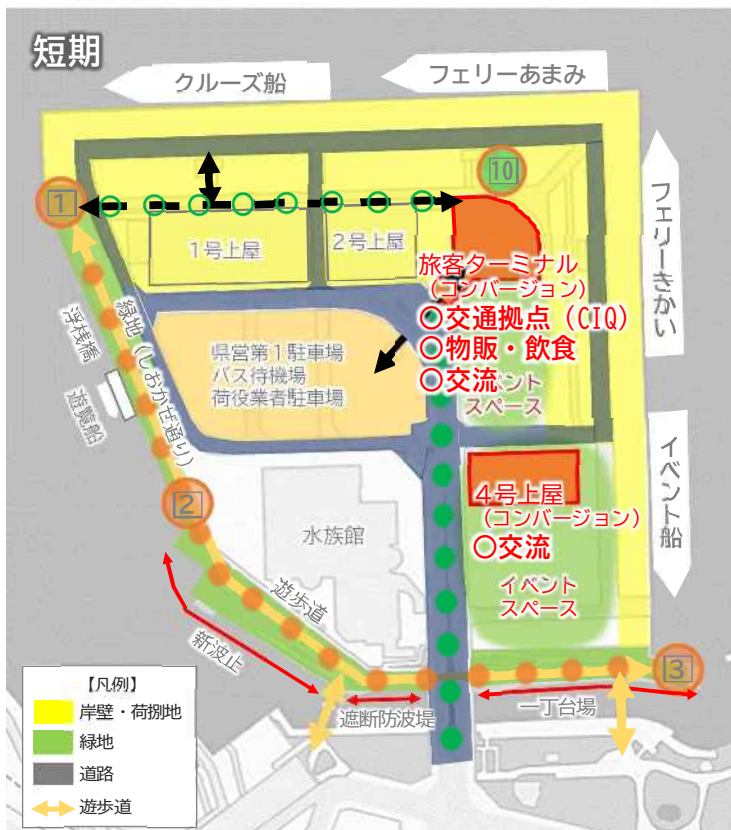 短期
クルーズ船
フェリーあまみ
フェリーきかい
イベント船
1
10
1号上屋
2号上屋
旅客ターミナル
(コンバージョン)
○交通拠点(CIQ)
○物販・飲食
○交流
イベント
スペース
県営第1駐車場
バス待機場
荷役業者駐車場
浮桟橋
遊覧船
緑地(しおかぜ通り)
2
水族館
4号上屋
(コンバージョン)
○交流
イベント
スペース
遊歩道
新波止
遮断防波堤
一丁台場
3
【凡例】
岸壁・荷捌地
緑地
道路
遊歩道